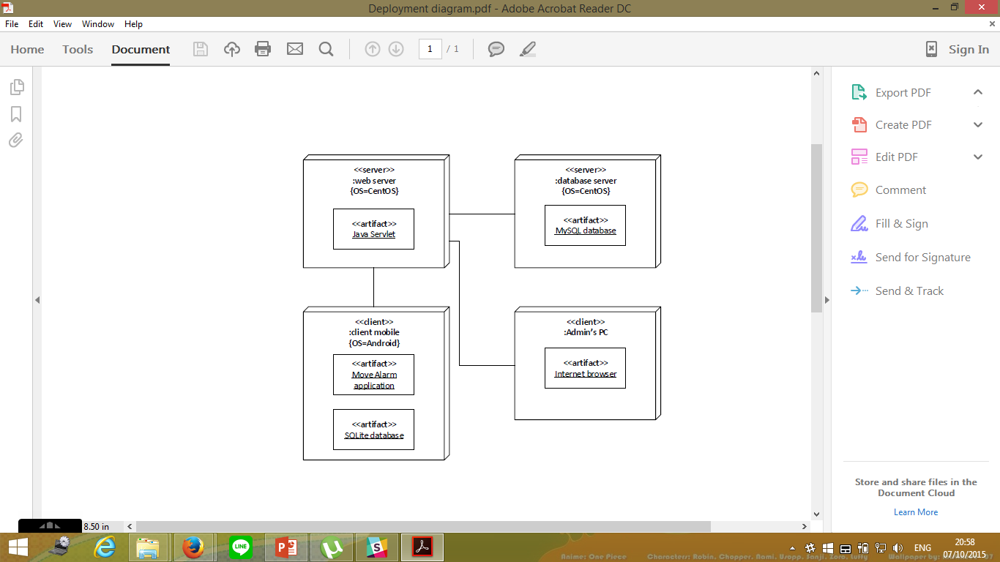 Deployment diagram.pdf - Adobe Acrobat Reader DC
File Edit View Window Help
Home Tools Document 1 / 1 Sign In
<<server>>
:web server
{OS=CentOS}
<<artifact>>
Java Servlet
<<server>>
:database server
{OS=CentOS}
<<artifact>>
MySQL database
<<client>>
:client mobile
{OS=Android}
<<artifact>>
Move Alarm
application
<<artifact>>
SQLite database
<<client>>
:Admin's PC
<<artifact>>
Internet browser
Export PDF
Create PDF
Edit PDF
Comment
Fill & Sign
Send for Signature
Send & Track
Store and share files in the
Document Cloud
Learn More
8.50 in
LINE
ENG
20:58
07/10/2015
Anime: One Piece Characters: Robin, Chopper, Nami, Usopp, Sanji, Zoro, Luffy Wallpaper by: